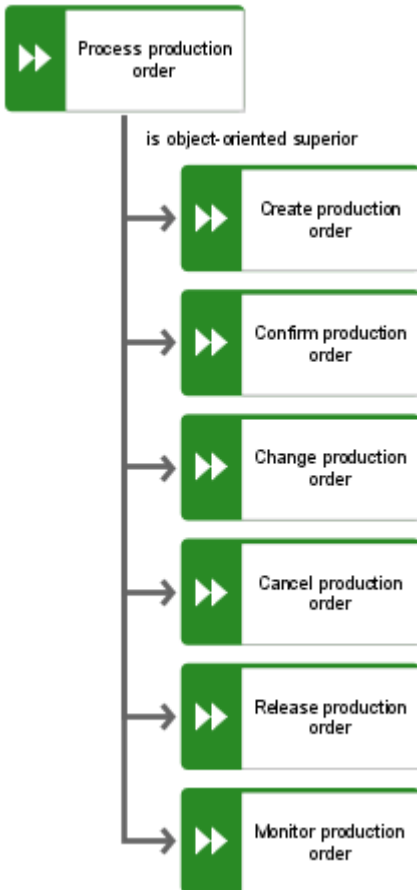 Process production
order
is object-oriented superior
Create production
order
Confirm production
order
Change production
order
Cancel production
order
Release production
order
Monitor production
order